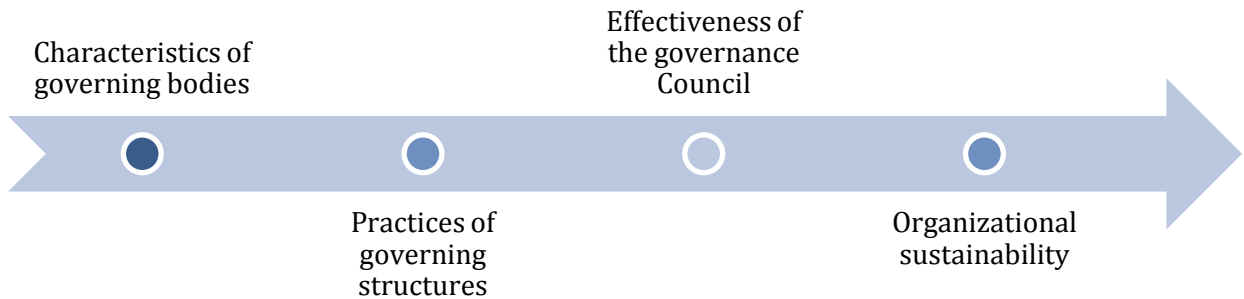 Characteristics of
governing bodies
Practices of
governing
structures
Effectiveness of
the governance
Council
Organizational
sustainability